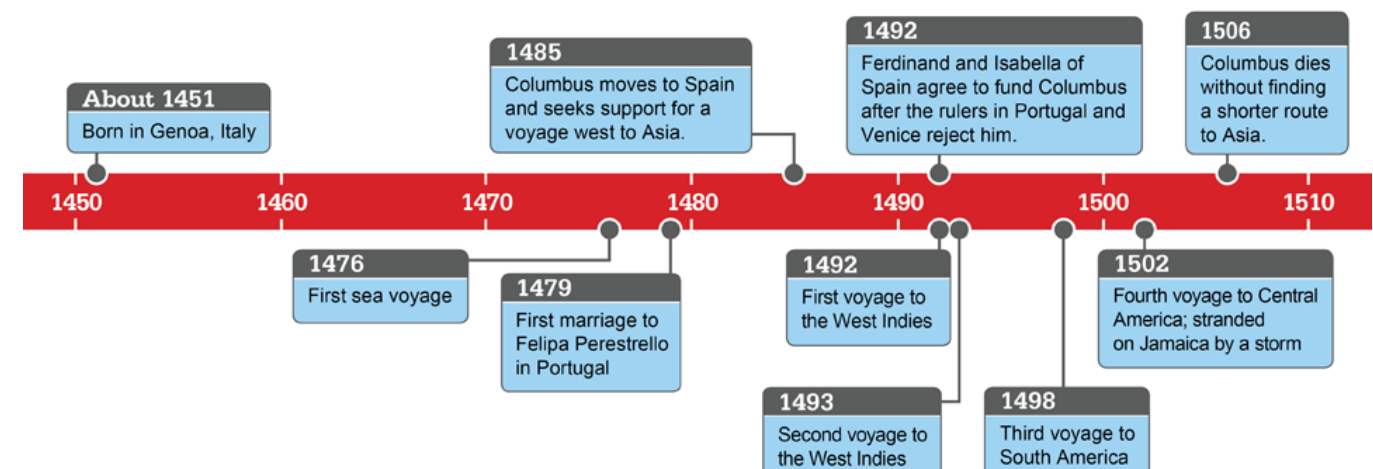 About 1451
Born in Genoa, Italy
1485
Columbus moves to Spain
and seeks support for a
voyage west to Asia.
1492
Ferdinand and Isabella of
Spain agree to fund Columbus
after the rulers in Portugal and
Venice reject him.
1506
Columbus dies
without finding
a shorter route
to Asia.
1450 1460 1470 1480 1490 1500 1510
1476
First sea voyage
1479
First marriage to
Felipa Perestrello
in Portugal
1492
First voyage to
the West Indies
1493
Second voyage to
the West Indies
1498
Third voyage to
South America
1502
Fourth voyage to Central
America; stranded
on Jamaica by a storm